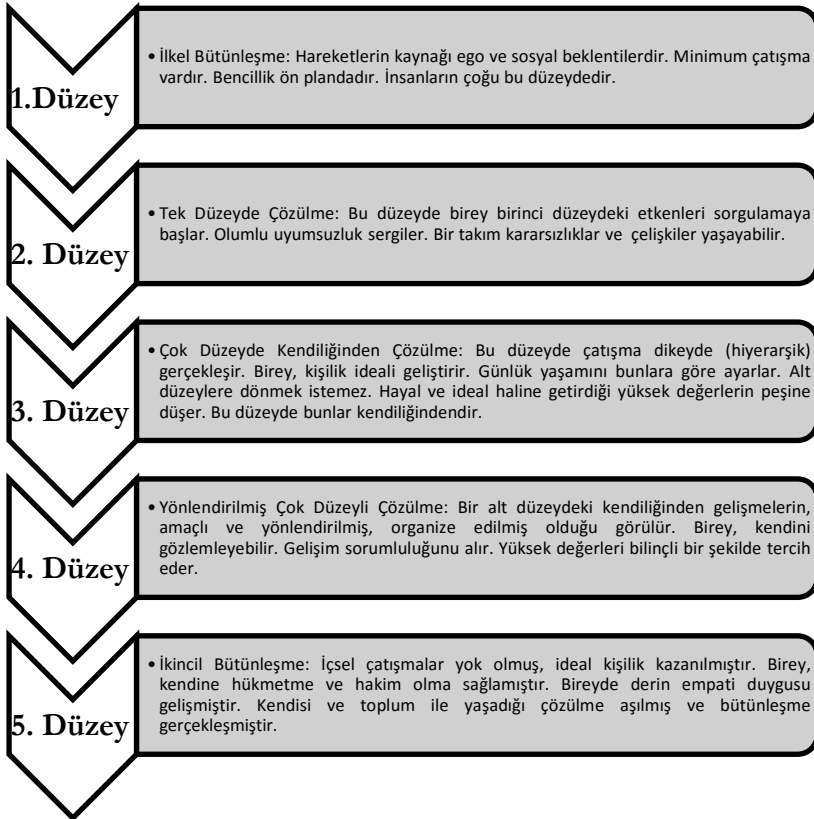 1.Düzey
• İlkel Bütünleşme: Hareketlerin kaynağı ego ve sosyal beklentilerdir. Minimum çatışma
vardır. Bencillik ön plandadır. İnsanların çoğu bu düzeydedir.
2. Düzey
• Tek Düzeyde Çözülme: Bu düzeyde birey birinci düzeydeki etkenleri sorgulamaya
başlar. Olumlu uyumsuzluk sergiler. Bir takım kararsızlıklar ve çelişkiler yaşayabilir.
3. Düzey
• Çok Düzeyde Kendiliğinden Çözülme: Bu düzeyde çatışma dikeyde (hiyerarşik)
gerçekleşir. Birey, kişilik ideali geliştirir. Günlük yaşamını bunlara göre ayarlar. Alt
düzeylere dönmek istemez. Hayal ve ideal haline getirdiği yüksek değerlerin peşine
düşer. Bu düzeyde bunlar kendiliğindendir.
4. Düzey
• Yönlendirilmiş Çok Düzeyli Çözülme: Bir alt düzeydeki kendiliğinden gelişmelerin,
amaçlı ve yönlendirilmiş, organize edilmiş olduğu görülür. Birey, kendini
gözlemleyebilir. Gelişim sorumluluğunu alır. Yüksek değerleri bilinçli bir şekilde tercih
eder.
5. Düzey
• İkincil Bütünleşme: İçsel çatışmalar yok olmuş, ideal kişilik kazanılmıştır. Birey,
kendine hükmetme ve hakim olma sağlamıştır. Bireyde derin empati duygusu
gelişmiştir. Kendisi ve toplum ile yaşadığı çözülme aşılmış ve bütünleşme
gerçekleşmiştir.